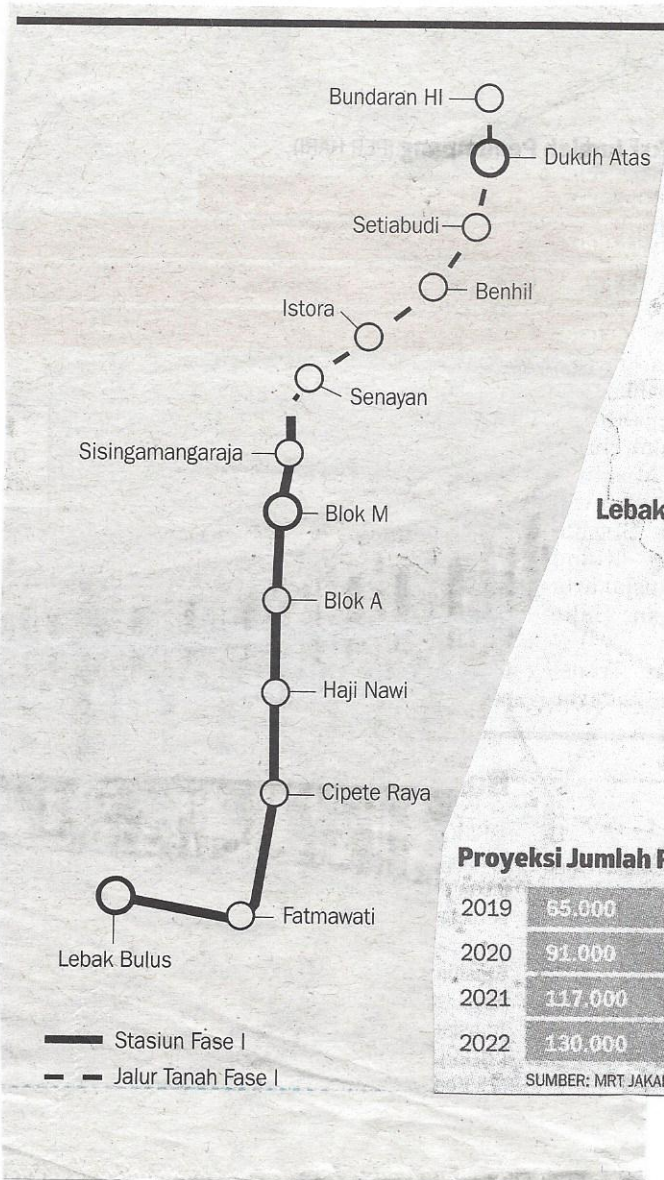 Bundaran HI
Dukuh Atas
Setiabudi
Benhil
Istora
Senayan
Sisingamangaraja
Blok M
Lebak
Blok A
Haji Nawi
Cipete Raya
Fatmawati
Lebak Bulus
Stasiun Fase I
Jalur Tanah Fase I
Proyeksi Jumlah P
2019 65.000
2020 91.000
2021 117.000
2022 130.000
SUMBER: MRT JAKA